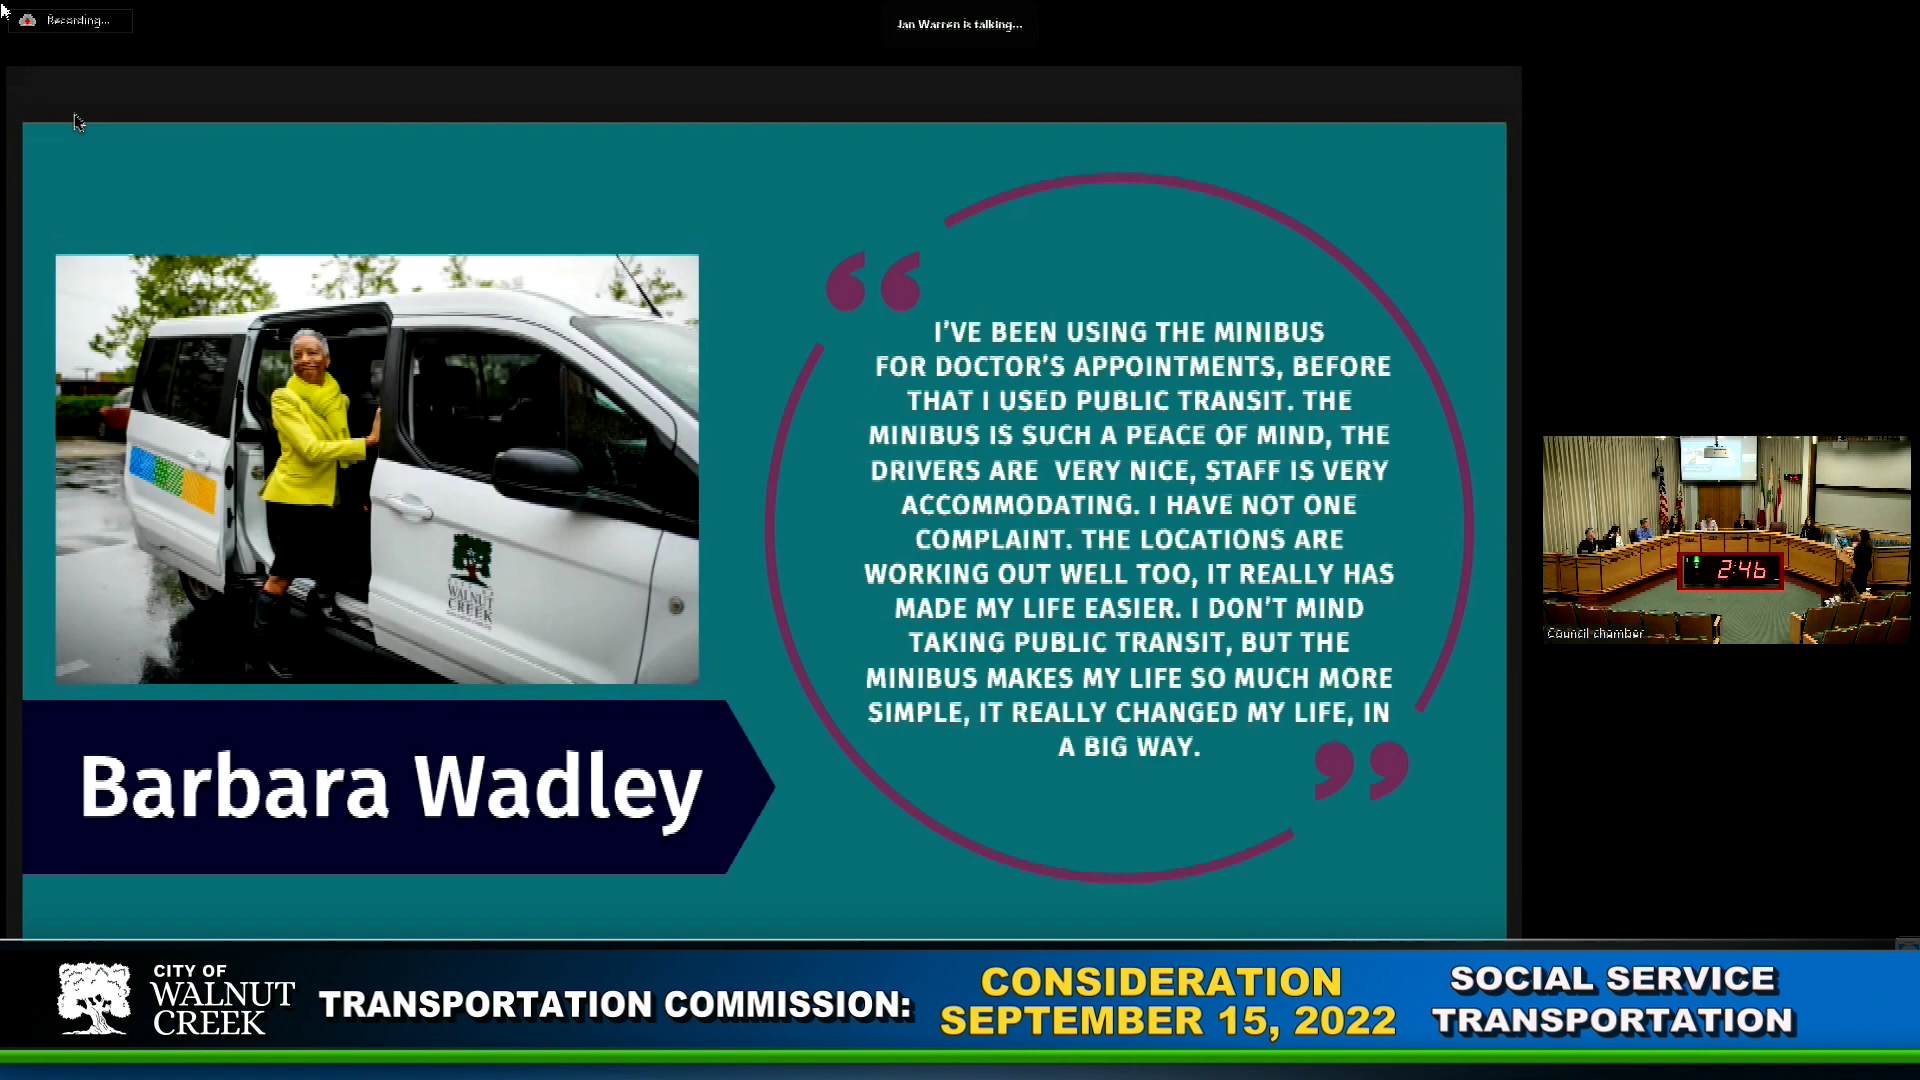 Recording...
Jan Warren is talking...
I'VE BEEN USING THE MINIBUS
FOR DOCTOR'S APPOINTMENTS, BEFORE
THAT I USED PUBLIC TRANSIT. THE
MINIBUS IS SUCH A PEACE OF MIND, THE
DRIVERS ARE  VERY NICE, STAFF IS VERY
ACCOMMODATING. I HAVE NOT ONE
COMPLAINT. THE LOCATIONS ARE
WORKING OUT WELL TOO, IT REALLY HAS
MADE MY LIFE EASIER. I DON'T MIND
TAKING PUBLIC TRANSIT, BUT THE
MINIBUS MAKES MY LIFE SO MUCH MORE
SIMPLE, IT REALLY CHANGED MY LIFE, IN
A BIG WAY.
WALNUT
CREEK
Barbara Wadley
2:46
Council chamber
CITY OF
WALNUT
CREEK
TRANSPORTATION COMMISSION:
CONSIDERATION
SEPTEMBER 15, 2022
SOCIAL SERVICE
TRANSPORTATION